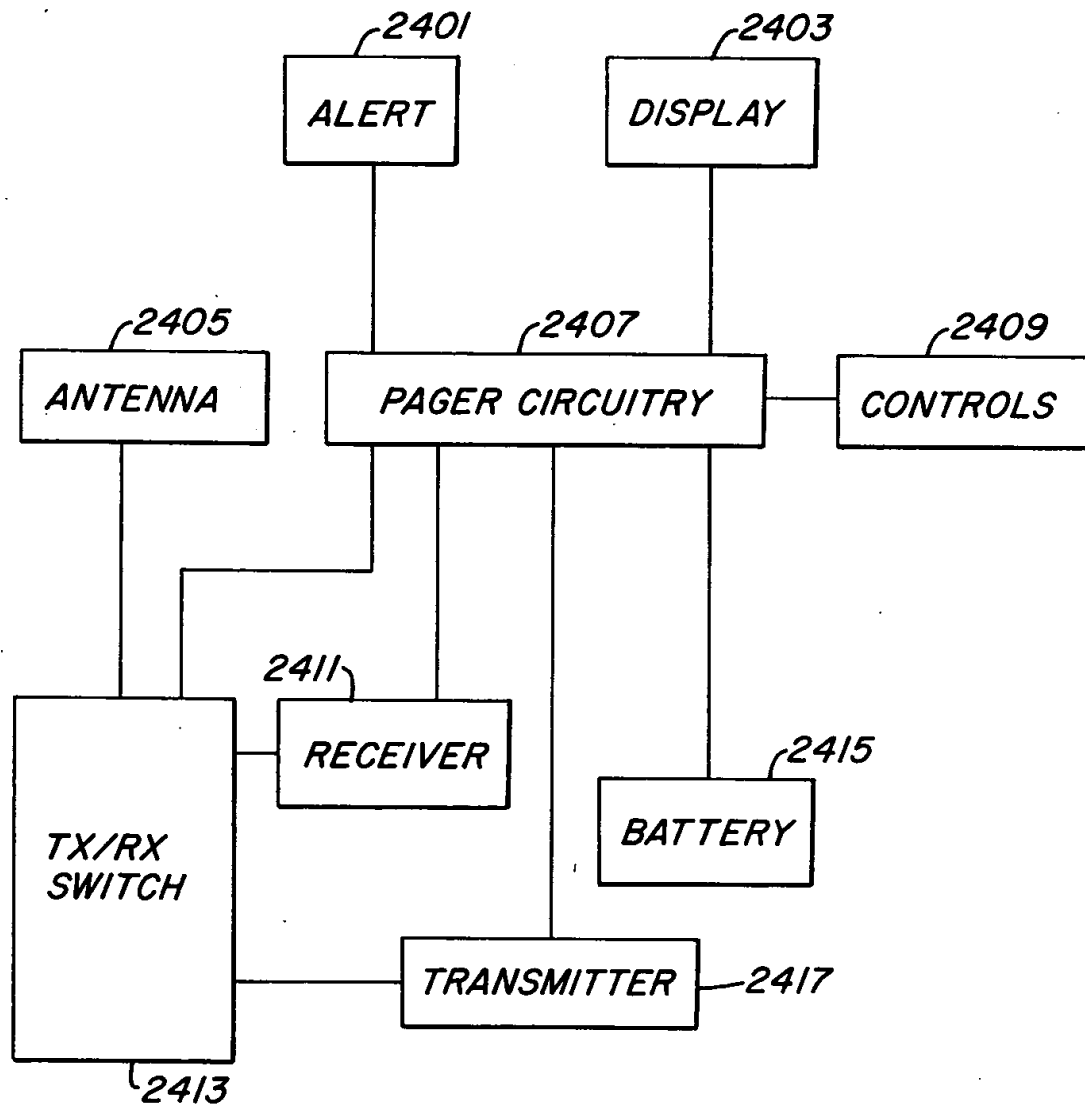 2401
2403
ALERT
DISPLAY
2405
2407
2409
ANTENNA
PAGER CIRCUITRY
CONTROLS
2411
RECEIVER
2415
TX/RX
SWITCH
BATTERY
TRANSMITTER
2417
2413